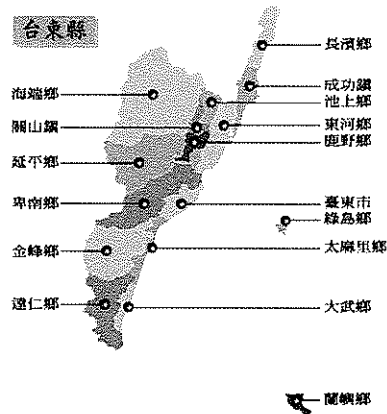 台東縣
長濱鄉
成功鎮
海端鄉
池上鄉
關山鎮
東河鄉
鹿野鄉
延平鄉
卑南鄉
臺東市
綠島鄉
金峰鄉
太麻里鄉
達仁鄉
大武鄉
蘭嶼鄉